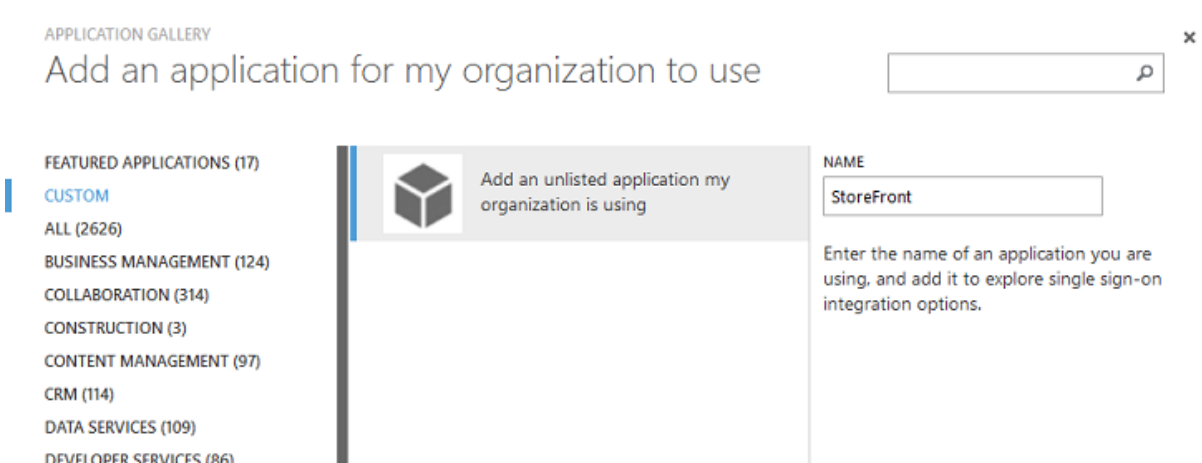 APPLICATION GALLERY
Add an application for my organization to use
FEATURED APPLICATIONS (17)
CUSTOM
ALL (2626)
BUSINESS MANAGEMENT (124)
COLLABORATION (314)
CONSTRUCTION (3)
CONTENT MANAGEMENT (97)
CRM (114)
DATA SERVICES (109)
DEVELOPER SERVICES (86)
Add an unlisted application my
organization is using
NAME
StoreFront
Enter the name of an application you are
using, and add it to explore single sign-on
integration options.